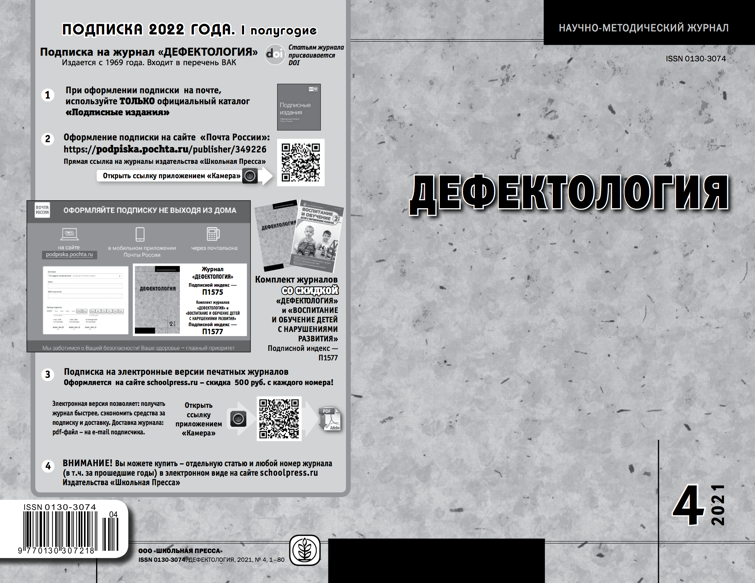 ПОДПИСКА 2022 ГОДА. I полугодие
Подписка на журнал «ДЕФЕКТОЛОГИЯ»
Издается с 1969 года. Входит в перечень ВАК
doi
Статьям журнала
присваивается
DOI
1
При оформлении подписки на почте,
используйте ТОЛЬКО официальный каталог
«Подписные издания»
Подписные
издания
2
Оформление подписки на сайте «Почта России»:
https://podpiska.pochta.ru/publisher/349226
Прямая ссылка на журналы издательства «Школьная Пресса»
Открыть ссылку приложением «Камера»
ПОЧТА
РОССИИ
ОФОРМЛЯЙТЕ ПОДПИСКУ НЕ ВЫХОДЯ ИЗ ДОМА
на сайте
podpiska.pochta.ru
в мобильном приложении
Почты России
через почтальона
ДЕФЕКТОЛОГИЯ
Журнал
«ДЕФЕКТОЛОГИЯ»
Подписной индекс —
П1575
Комплект журналов
«ДЕФЕКТОЛОГИЯ» и
«ВОСПИТАНИЕ И ОБУЧЕНИЕ ДЕТЕЙ
С НАРУШЕНИЯМИ РАЗВИТИЯ»
Подписной индекс —
П1577
Мы заботимся о Вашей безопасности! Ваше здоровье – главный приоритет
ДЕФЕКТОЛОГИЯ
ВОСПИТАНИЕ
И ОБУЧЕНИЕ
3
Комплект журналов
со скидкой
«ДЕФЕКТОЛОГИЯ»
и «ВОСПИТАНИЕ
И ОБУЧЕНИЕ ДЕТЕЙ
С НАРУШЕНИЯМИ
РАЗВИТИЯ»
Подписной индекс —
П1577
3
Подписка на электронные версии печатных журналов
Оформляется на сайте schoolpress.ru – скидка 500 руб. с каждого номера!
Электронная версия позволяет: получать
журнал быстрее, сэкономить средства за
подписку и доставку. Доставка журнала:
pdf-файл – на e-mail подписчика.
Открыть
ссылку
приложением
«Камера»
PDF
Adobe
4
ВНИМАНИЕ! Вы можете купить – отдельную статью и любой номер журнала
(в т.ч. за прошедшие годы) в электронном виде на сайте schoolpress.ru
Издательства «Школьная Пресса»
ISSN 0130-3074
04
9 770130 307218
ООО «ШКОЛЬНАЯ ПРЕССА»
ISSN 0130-3074. ДЕФЕКТОЛОГИЯ. 2021, № 4, 1–80
НАУЧНО-МЕТОДИЧЕСКИЙ ЖУРНАЛ
ISSN 0130-3074
ДЕФЕКТОЛОГИЯ
4
2021